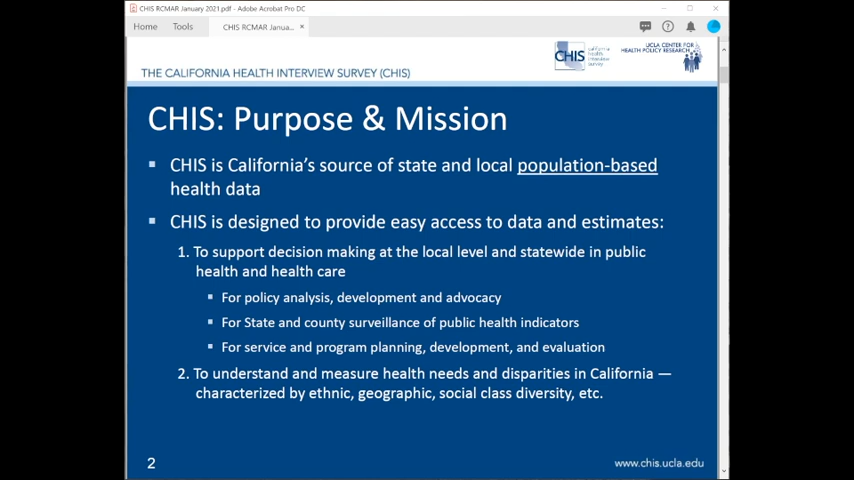 CHIS RCMAR January 2021.pdf - Adobe Acrobat Pro DC
Home Tools CHIS RCMAR Janua... ×
CHIS california health interview survey
UCLA CENTER FOR
HEALTH POLICY RESEARCH
THE CALIFORNIA HEALTH INTERVIEW SURVEY (CHIS)
CHIS: Purpose & Mission
▪ CHIS is California's source of state and local population-based
health data
▪ CHIS is designed to provide easy access to data and estimates:
1. To support decision making at the local level and statewide in public
health and health care
▪ For policy analysis, development and advocacy
▪ For State and county surveillance of public health indicators
▪ For service and program planning, development, and evaluation
2. To understand and measure health needs and disparities in California —
characterized by ethnic, geographic, social class diversity, etc.
2
www.chis.ucla.edu